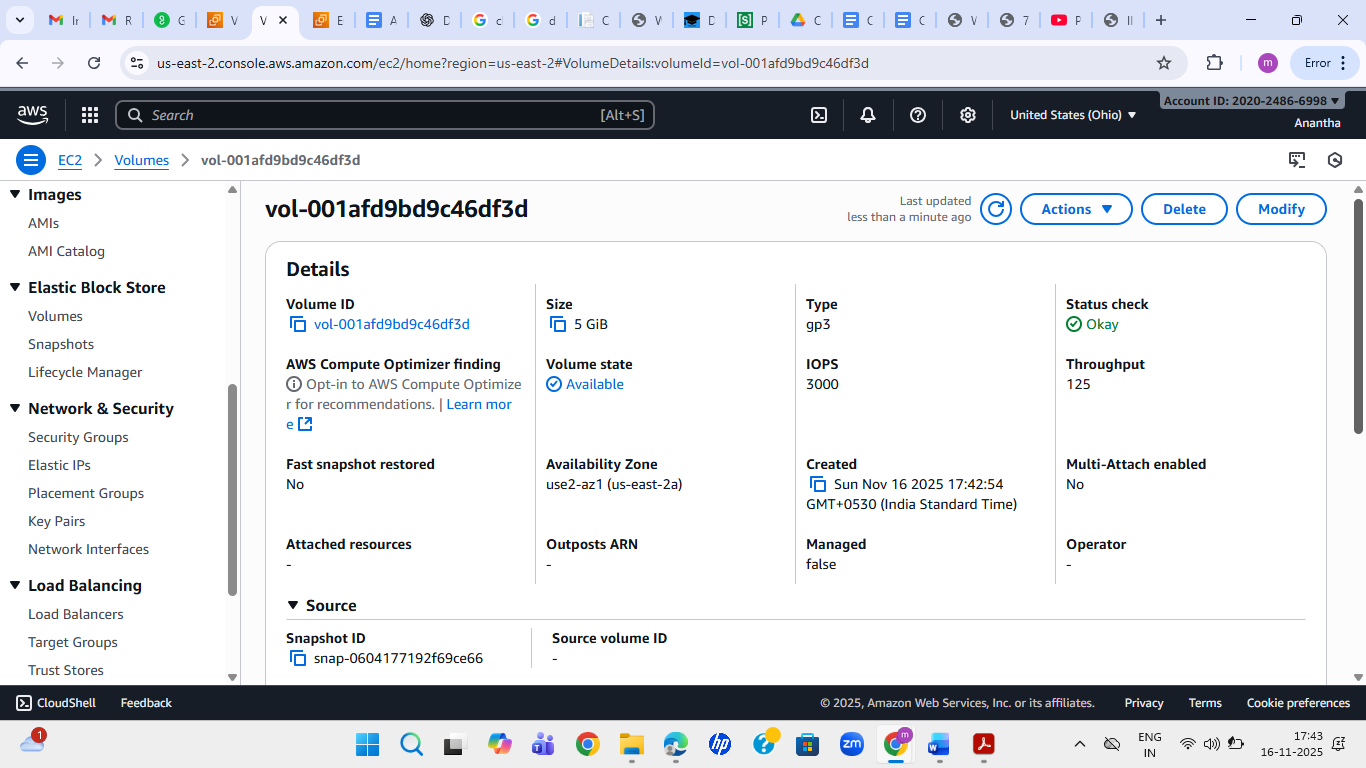 In
R
G
V
V
E
A
D
cl
d
C
W
D
P
C
C
C
W
7
P
II
us-east-2.console.aws.amazon.com/ec2/home?region=us-east-2#VolumeDetails:volumeId=vol-001afd9bd9c46df3d
m
Error
aws
Search
[Alt+S]
United States (Ohio)
Account ID: 2020-2486-6998
Anantha
EC2
Volumes
vol-001afd9bd9c46df3d
Images
AMIs
AMI Catalog
Elastic Block Store
Volumes
Snapshots
Lifecycle Manager
Network & Security
Security Groups
Elastic IPs
Placement Groups
Key Pairs
Network Interfaces
Load Balancing
Load Balancers
Target Groups
Trust Stores
vol-001afd9bd9c46df3d
Last updated
less than a minute ago
Actions
Delete
Modify
Details
Volume ID
vol-001afd9bd9c46df3d
Size
5 GiB
Type
gp3
Status check
Okay
AWS Compute Optimizer finding
Opt-in to AWS Compute Optimize
r for recommendations. | Learn mor
e
Volume state
Available
IOPS
3000
Throughput
125
Fast snapshot restored
No
Availability Zone
use2-az1 (us-east-2a)
Created
Sun Nov 16 2025 17:42:54
GMT+0530 (India Standard Time)
Multi-Attach enabled
No
Attached resources
-
Outposts ARN
-
Managed
false
Operator
-
Source
Snapshot ID
snap-0604177192f69ce66
Source volume ID
-
CloudShell
Feedback
© 2025, Amazon Web Services, Inc. or its affiliates.
Privacy
Terms
Cookie preferences
1
hp
zm
m
ENG
IN
17:43
16-11-2025